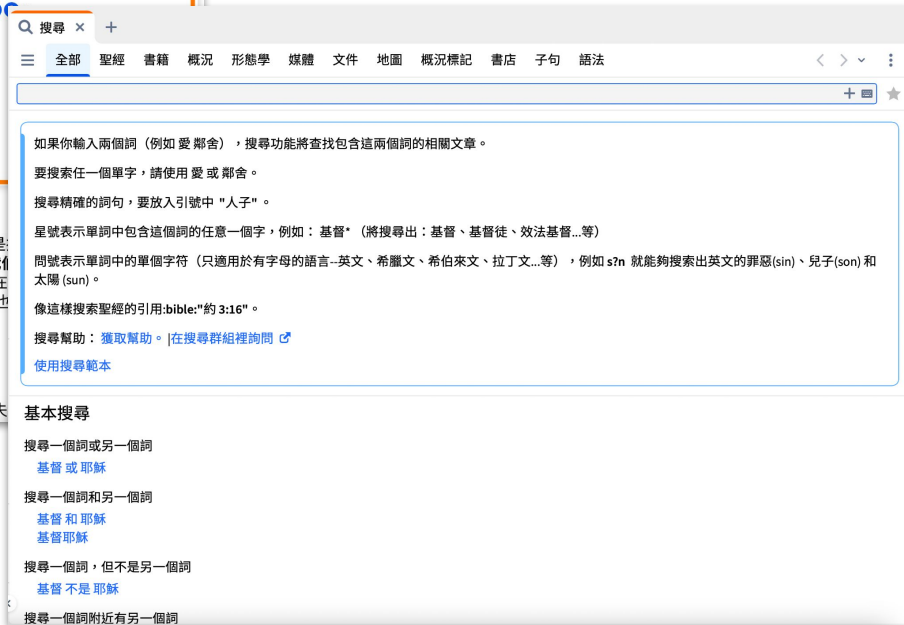 搜尋
全部 聖經 書籍 概況 形態學 媒體 文件 地圖 概況標記 書店 子句 語法
如果你輸入兩個詞（例如 愛 鄰舍），搜尋功能將查找包含這兩個詞的相關文章。
要搜索任一個單字，請使用 愛 或 鄰舍。
搜尋精確的詞句，要放入引號中 "人子" 。
星號表示單詞中包含這個詞的任意一個字，例如： 基督* （將搜尋出：基督、基督徒、效法基督...等）
問號表示單詞中的單個字符（只適用於有字母的語言--英文、希臘文、希伯來文、拉丁文...等），例如 s?n 就能夠搜索出英文的罪惡(sin)、兒子(son) 和
太陽 (sun)。
像這樣搜索聖經的引用:bible:"約 3:16"。
搜尋幫助： 獲取幫助。 |在搜尋群組裡詢問
使用搜尋範本
基本搜尋
搜尋一個詞或另一個詞
基督 或 耶穌
搜尋一個詞和另一個詞
基督 和 耶穌
基督耶穌
搜尋一個詞，但不是另一個詞
基督 不是 耶穌
搜尋一個詞附近有另一個詞